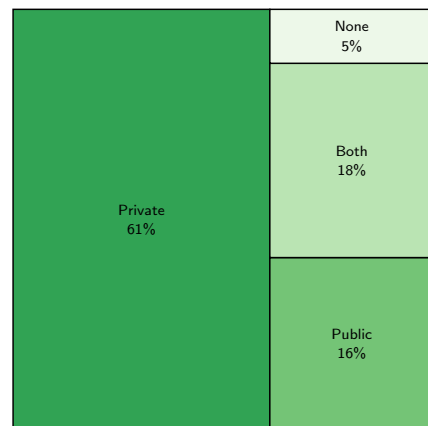 None
5%
Both
18%
Private
61%
Public
16%